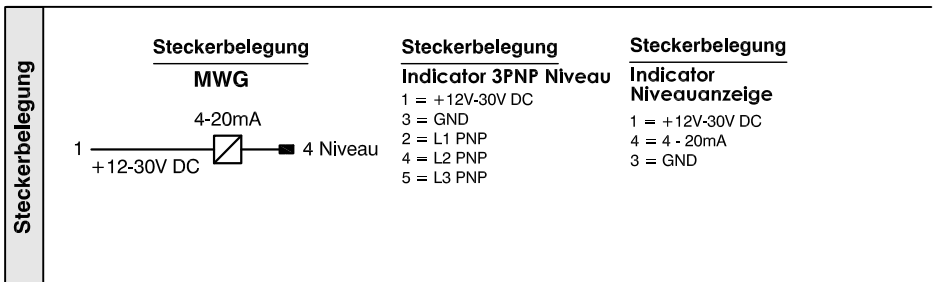 Steckerbelegung
Steckerbelegung
MWG
4-20mA
1
+12-30V DC
4 Niveau
Steckerbelegung
Indicator 3PNP Niveau
1 = +12V-30V DC
3 = GND
2 = L1 PNP
4 = L2 PNP
5 = L3 PNP
Steckerbelegung
Indicator
Niveauanzeige
1 = +12V-30V DC
4 = 4 - 20mA
3 = GND